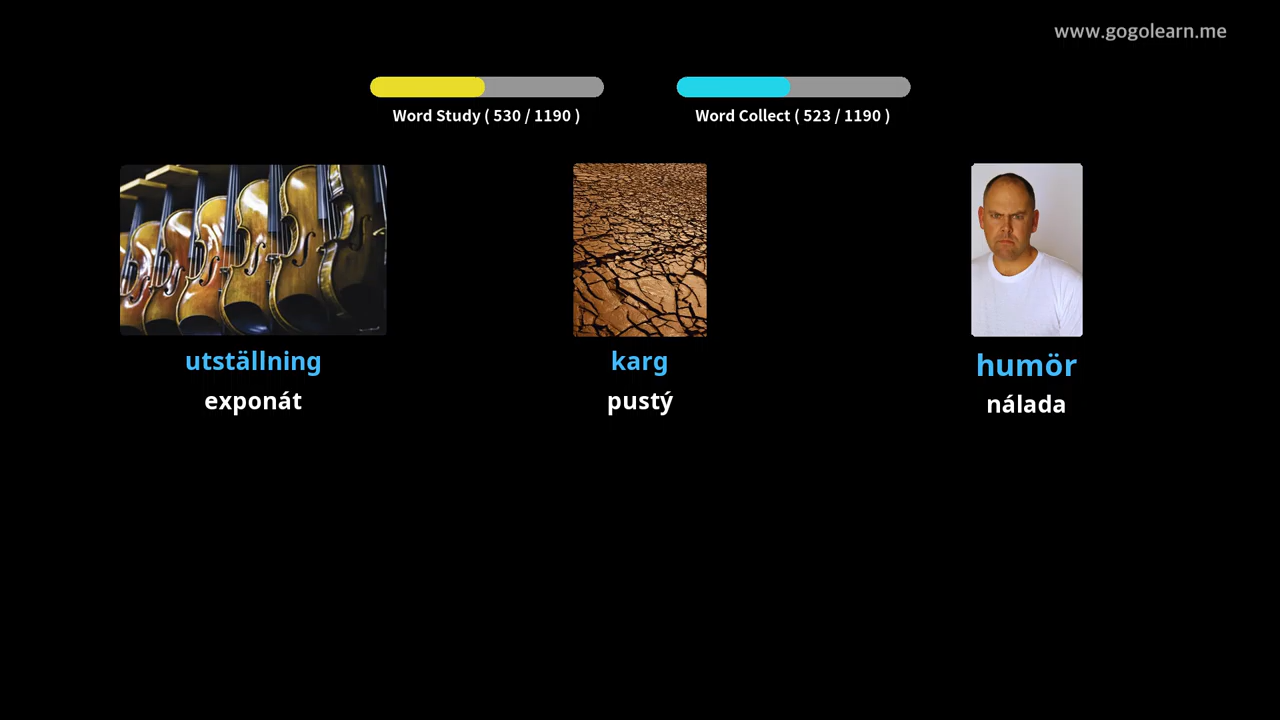 www.gogolearn.me
Word Study ( 530 / 1190 )
Word Collect ( 523 / 1190 )
utställning
exponát
karg
pustý
humör
nálada